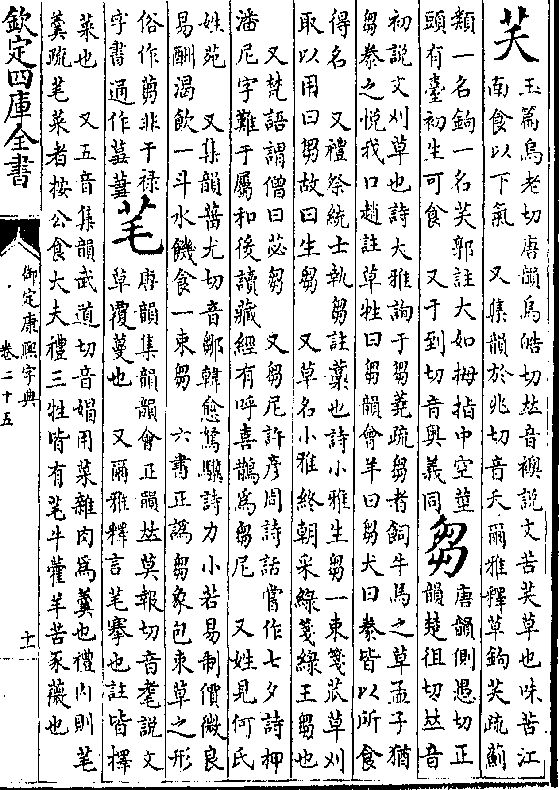 芺玉篇烏老切唐韻烏皓切𠀤音襖說文苦芺草也味苦江
南食以下氣　又集韻於兆切音夭爾雅釋草鉤芺疏薊
類一名鉤一名芺郭註大如拇指中空莖
頭有臺初生可食　又于到切音奧義同
芻唐韻側愚切正
韻楚徂切𠀤音
初說文刈草也詩大雅詢于芻蕘疏芻者飼牛馬之草孟子猶
芻豢之悅我口趙註草牲曰芻韻會羊曰芻犬曰豢皆以所食
得名　又禮祭統士執芻註藁也詩小雅生芻一束箋茷草刈
取以用曰芻故曰生芻　又草名小雅終朝采綠箋綠王芻也
又梵語謂僧曰苾芻　又芻尼許彥周詩話嘗作七夕詩押
潘尼字難于屬和後讀藏經有呼喜鵲爲芻尼　又姓見何氏
姓苑　又集韻葘尤切音鄒韓愈駑驥詩力小若易制價微良
易酬渴飲一斗水饑食一束芻　六書正譌芻象包束草之形
俗作蒭非干祿
字書通作
芼唐韻集韻韻會正韻𠀤莫報切音耄說文
草覆蔓也　又爾雅釋言芼搴也註皆擇
菜也　又五音集韻武道切音媢用菜雜肉爲羹也禮內則芼
羹疏芼菜者按公食大夫禮三牲皆有芼牛藿羊苦豕薇也
欽定四庫全書
御定康熙字典
卷二十五
十一